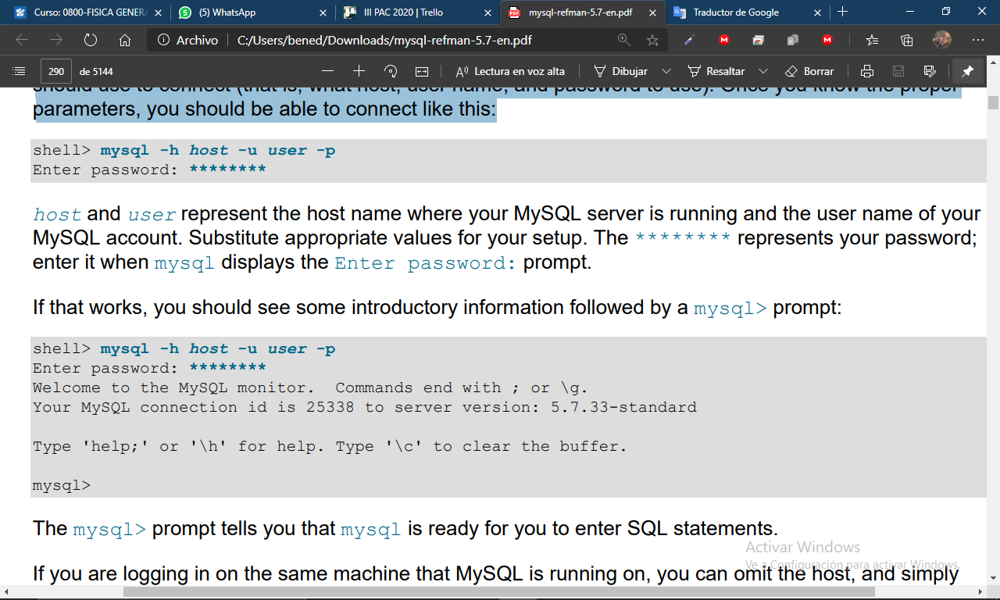 Curso: 0800-FISICA GENERA
(5) WhatsApp
III PAC 2020 | Trello
mysql-refman-5.7-en.pdf
Traductor de Google
Archivo
C:/Users/bened/Downloads/mysql-refman-5.7-en.pdf
290 de 5144
Lectura en voz alta
Dibujar
Resaltar
Borrar
should use to connect (that is, what host, user name, and password to use). Once you know the proper
parameters, you should be able to connect like this:
shell> mysql -h host -u user -p
Enter password: ********
host and user represent the host name where your MySQL server is running and the user name of your
MySQL account. Substitute appropriate values for your setup. The ******** represents your password;
enter it when mysql displays the Enter password: prompt.
If that works, you should see some introductory information followed by a mysql> prompt:
shell> mysql -h host -u user -p
Enter password: ********
Welcome to the MySQL monitor.  Commands end with ; or \g.
Your MySQL connection id is 25338 to server version: 5.7.33-standard
Type 'help;' or '\h' for help. Type '\c' to clear the buffer.
mysql>
The mysql> prompt tells you that mysql is ready for you to enter SQL statements.
Activar Windows
Ve a Configuración para activar Windows.
If you are logging in on the same machine that MySQL is running on, you can omit the host, and simply